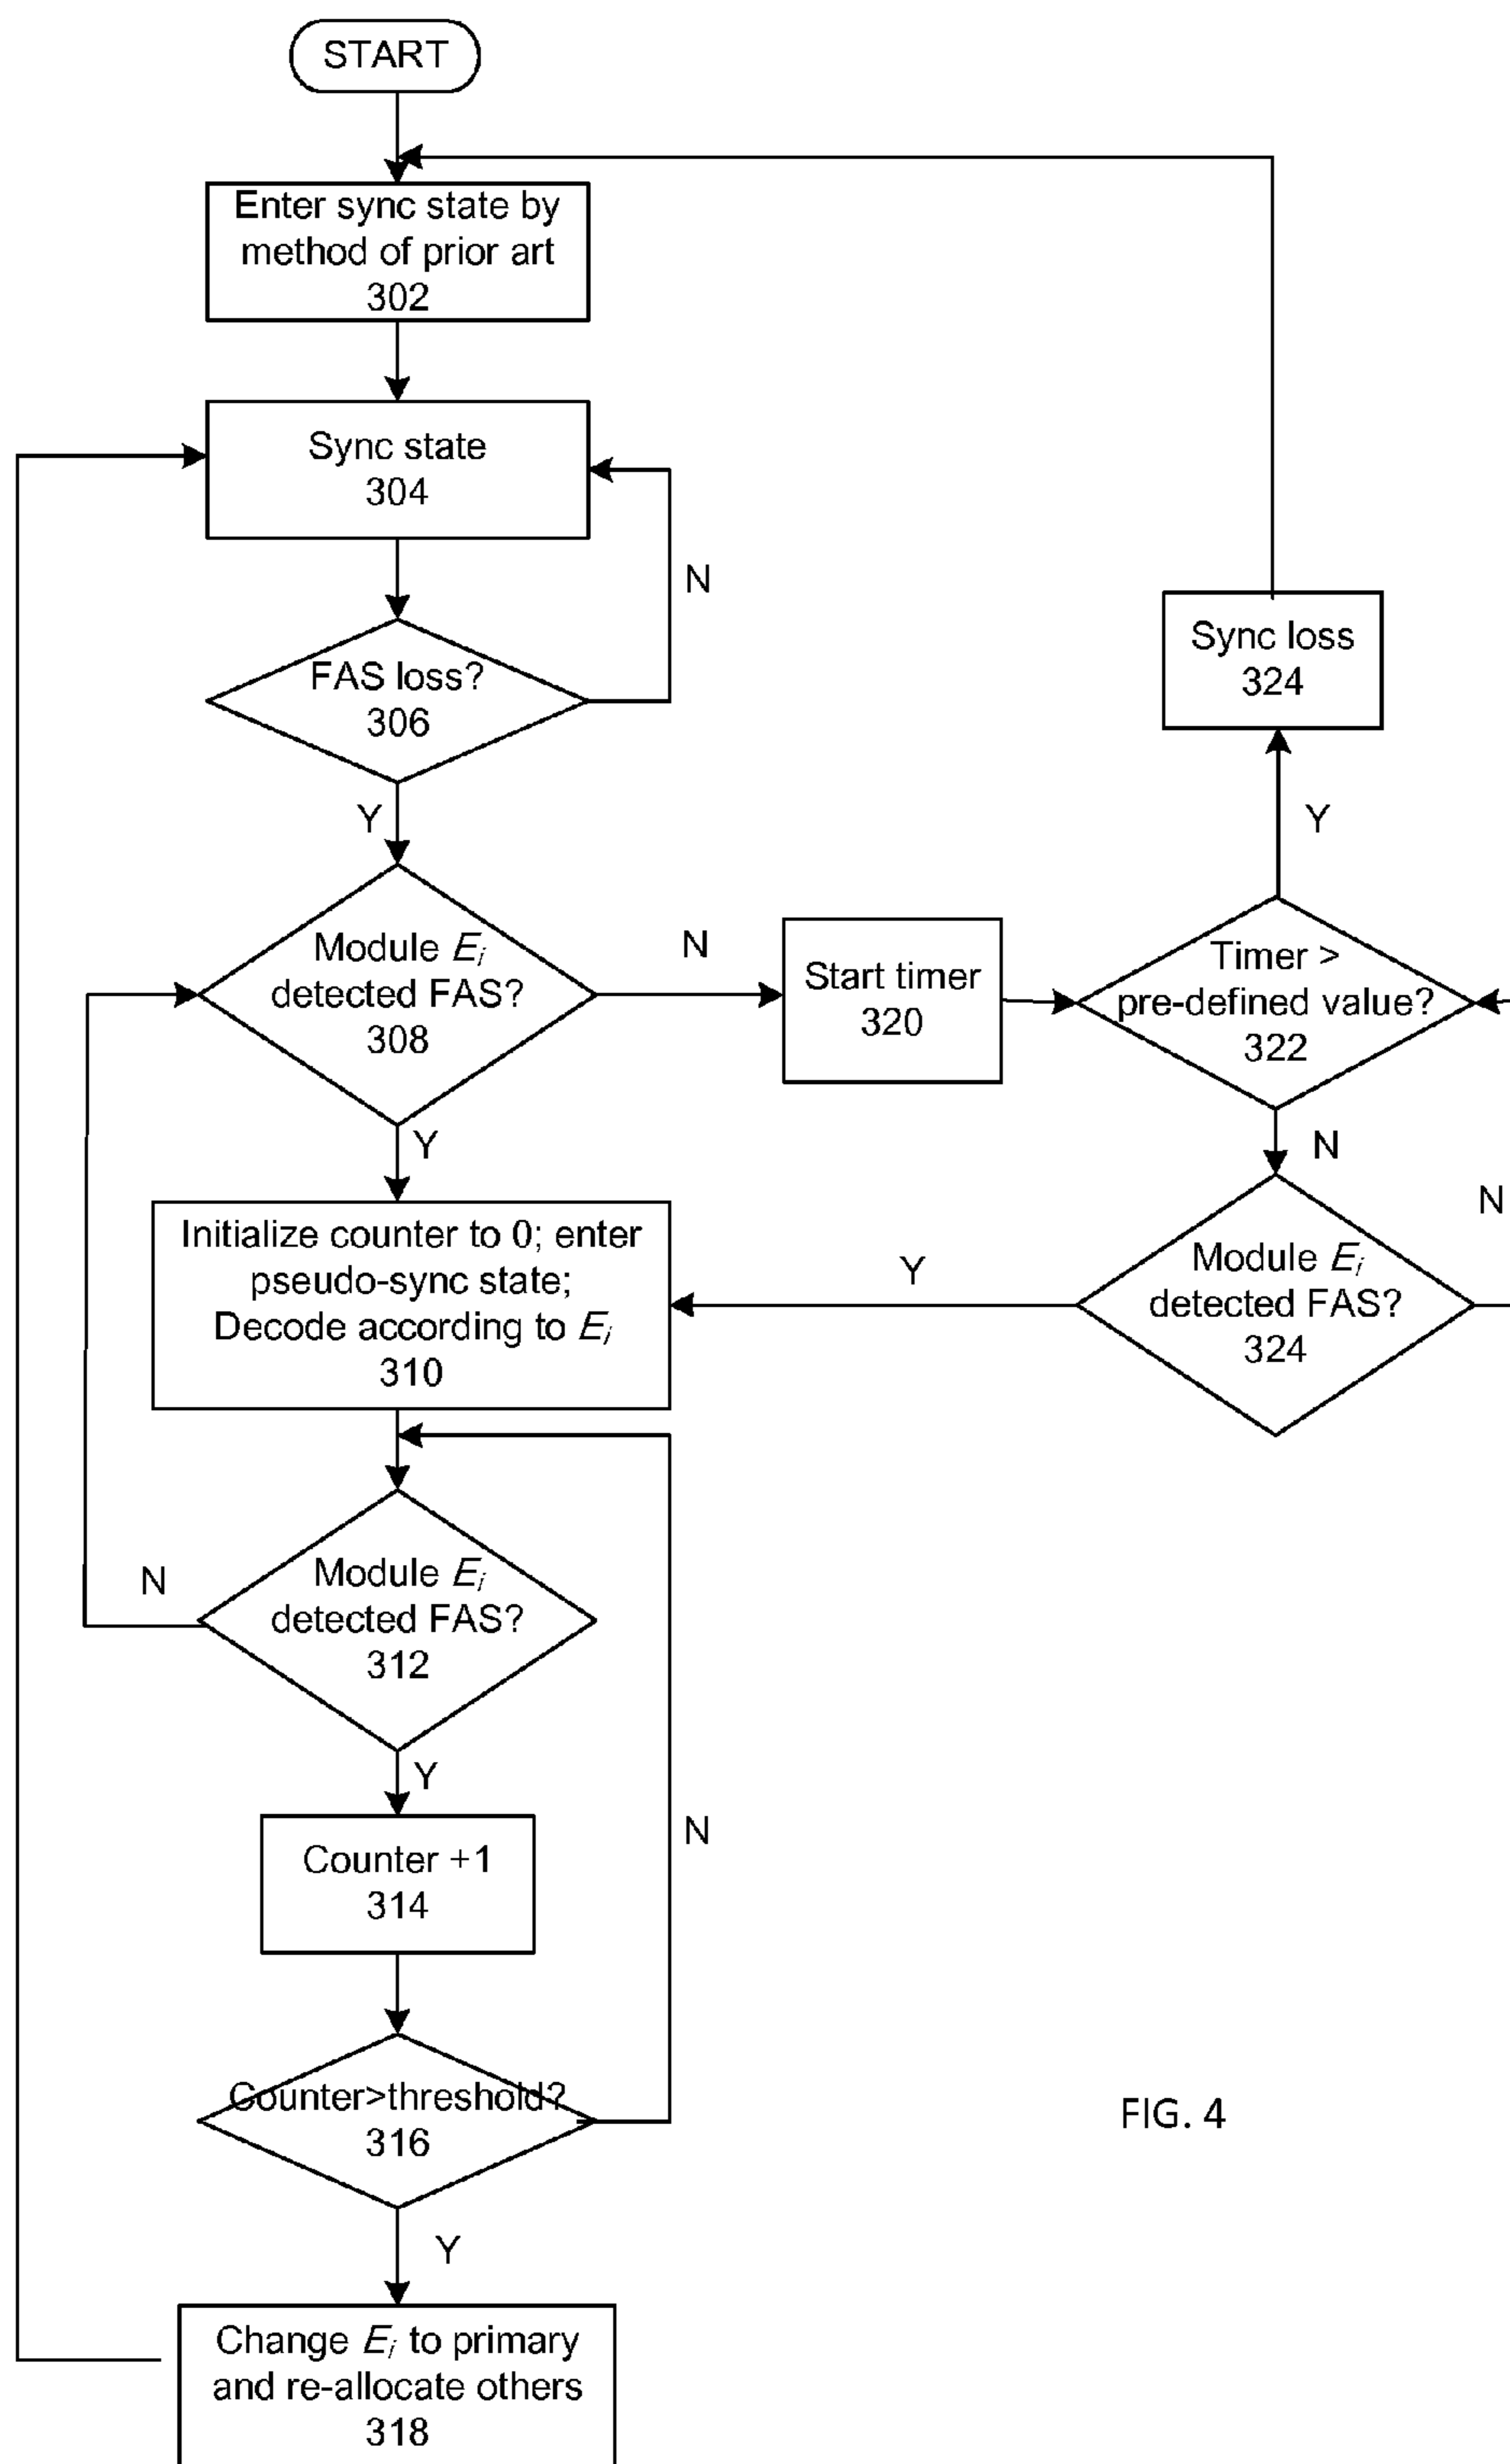 START
Enter sync state by
method of prior art
302
Sync state
304
N
FAS loss?
306
Y
Module Ei
detected FAS?
308
N
Start timer
320
Timer >
pre-defined value?
322
Y
Sync loss
324
N
Module Ei
detected FAS?
324
N
Y
Y
Initialize counter to 0; enter
pseudo-sync state;
Decode according to Ei
310
Module Ei
detected FAS?
312
N
Y
Counter +1
314
N
Counter>threshold?
316
Y
Change Ei to primary
and re-allocate others
318
FIG. 4